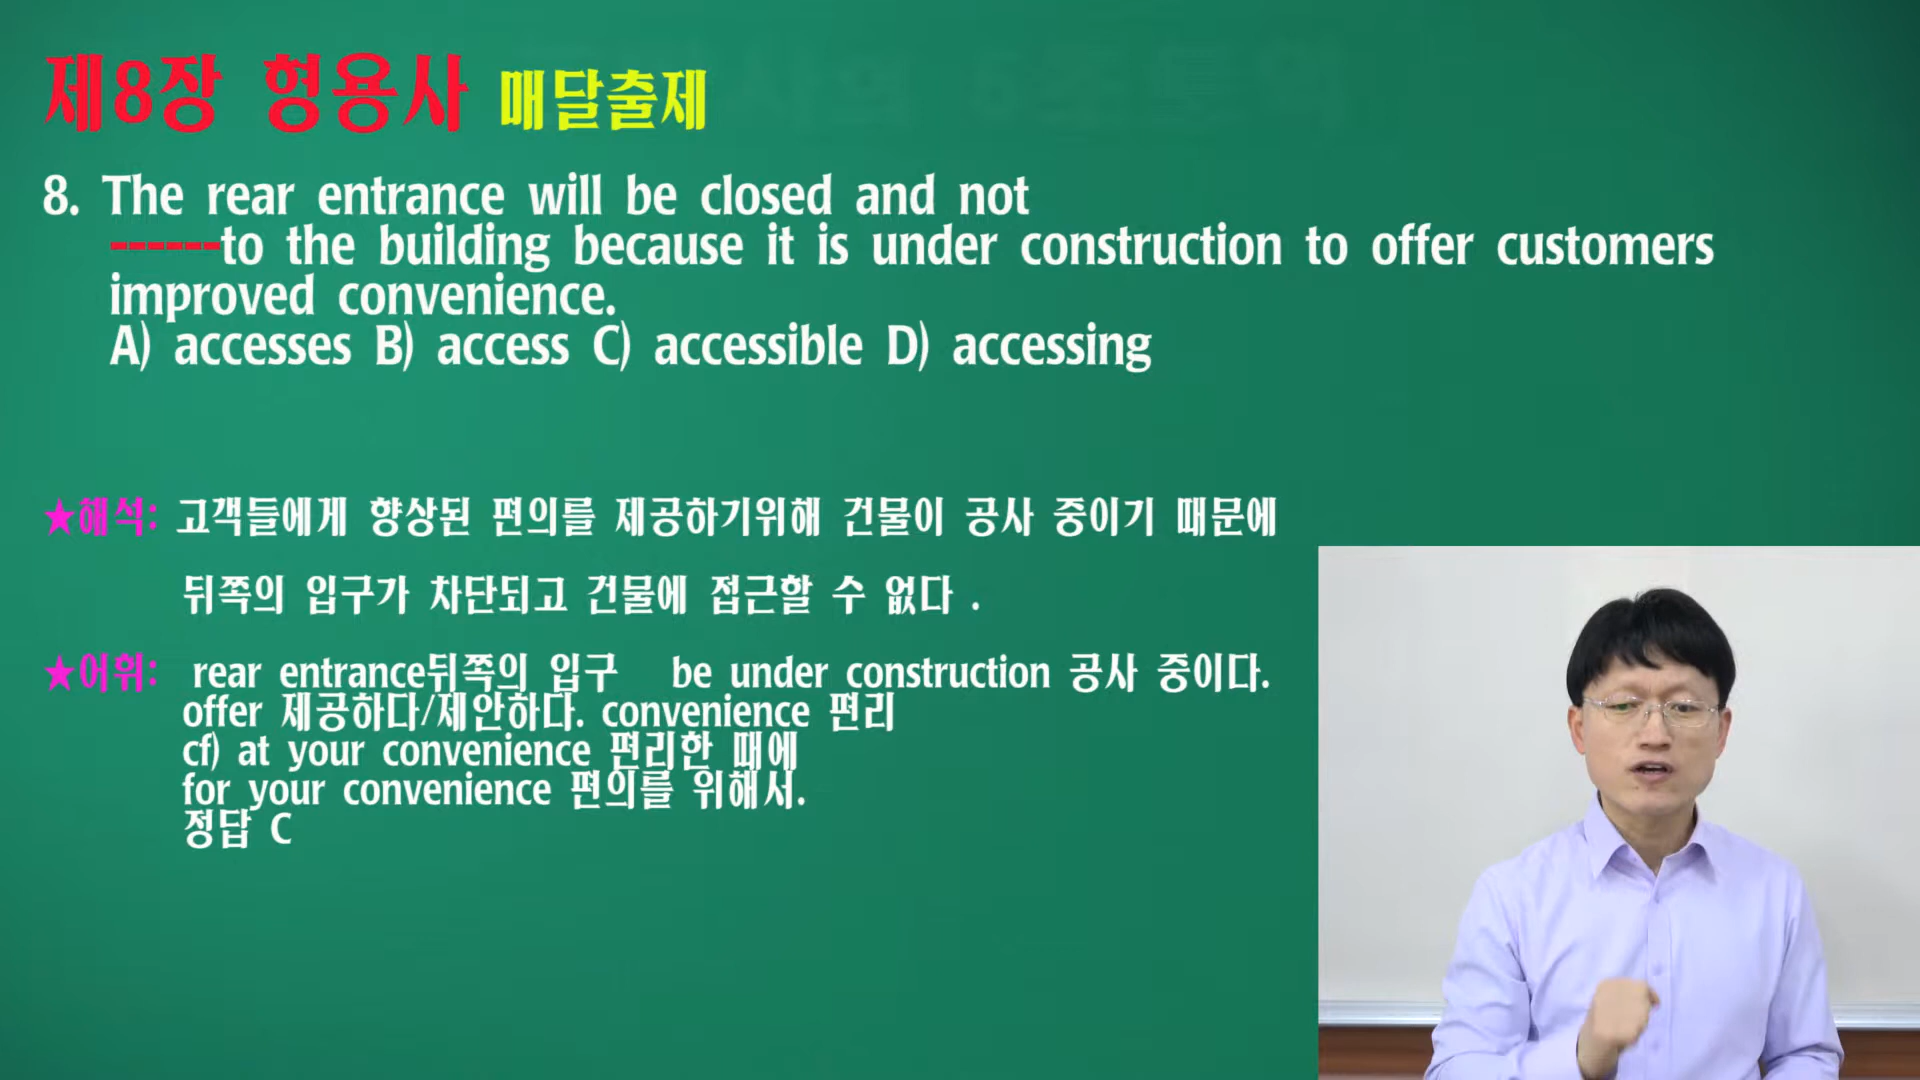 제8장 형용사 매달출제
8. The rear entrance will be closed and not
------to the building because it is under construction to offer customers
improved convenience.
A) accesses B) access C) accessible D) accessing
★해석: 고객들에게 향상된 편의를 제공하기위해 건물이 공사 중이기 때문에
뒤쪽의 입구가 차단되고 건물에 접근할 수 없다 .
★어휘: rear entrance뒤쪽의 입구 be under construction 공사 중이다.
offer 제공하다/제안하다. convenience 편리
cf) at your convenience 편리한 때에
for your convenience 편의를 위해서.
정답 C